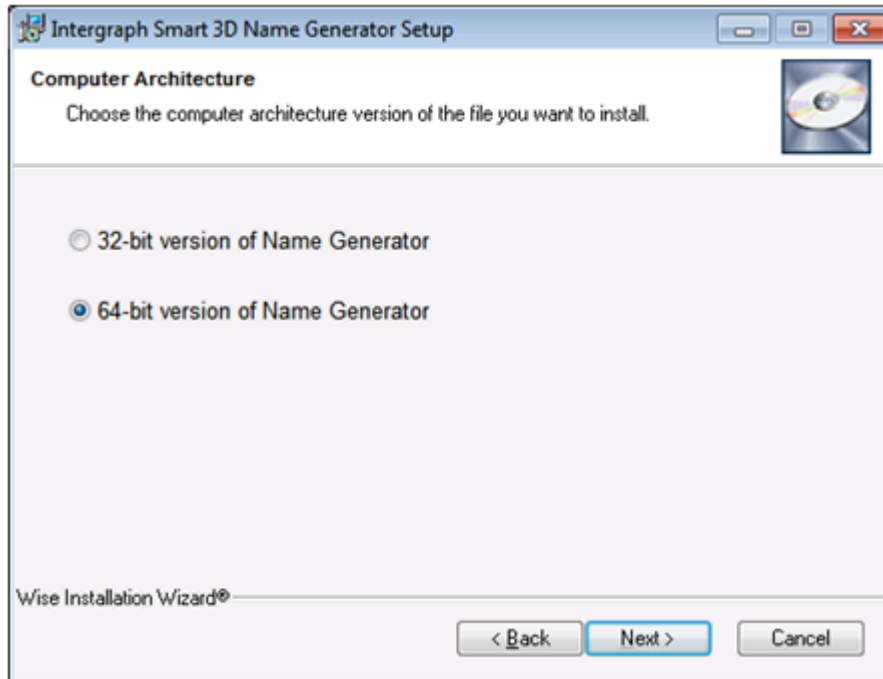 Intergraph Smart 3D Name Generator Setup
Computer Architecture
Choose the computer architecture version of the file you want to install.
32-bit version of Name Generator
64-bit version of Name Generator
Wise Installation Wizard®
< Back
Next >
Cancel